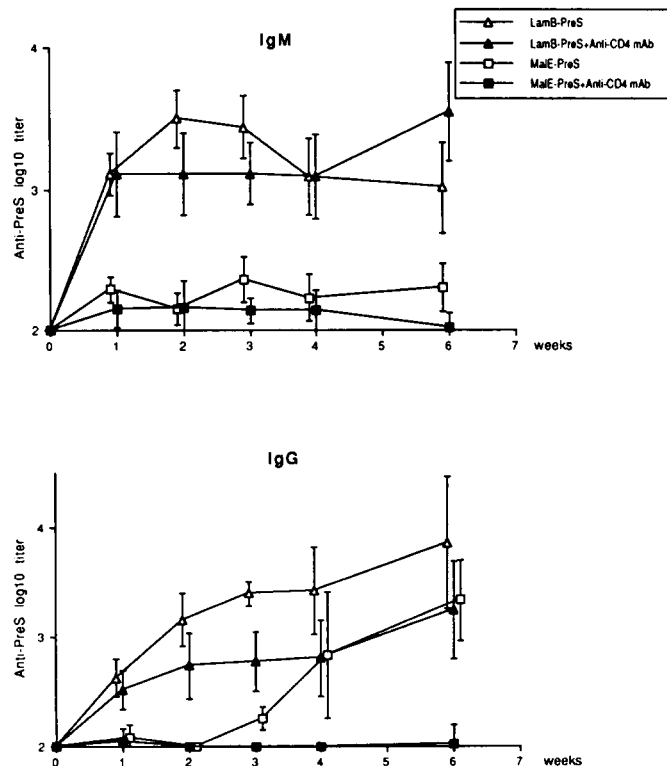 LamB-PreS
LamB-PreS+Anti-CD4 mAb
MalE-PreS
MalE-PreS+Anti-CD4 mAb
IgM
Anti-PreS log10 titer
4
3
2
0 1 2 3 4 5 6 7 weeks
IgG
Anti-PreS log10 titer
4
3
2
0 1 2 3 4 5 6 7 weeks